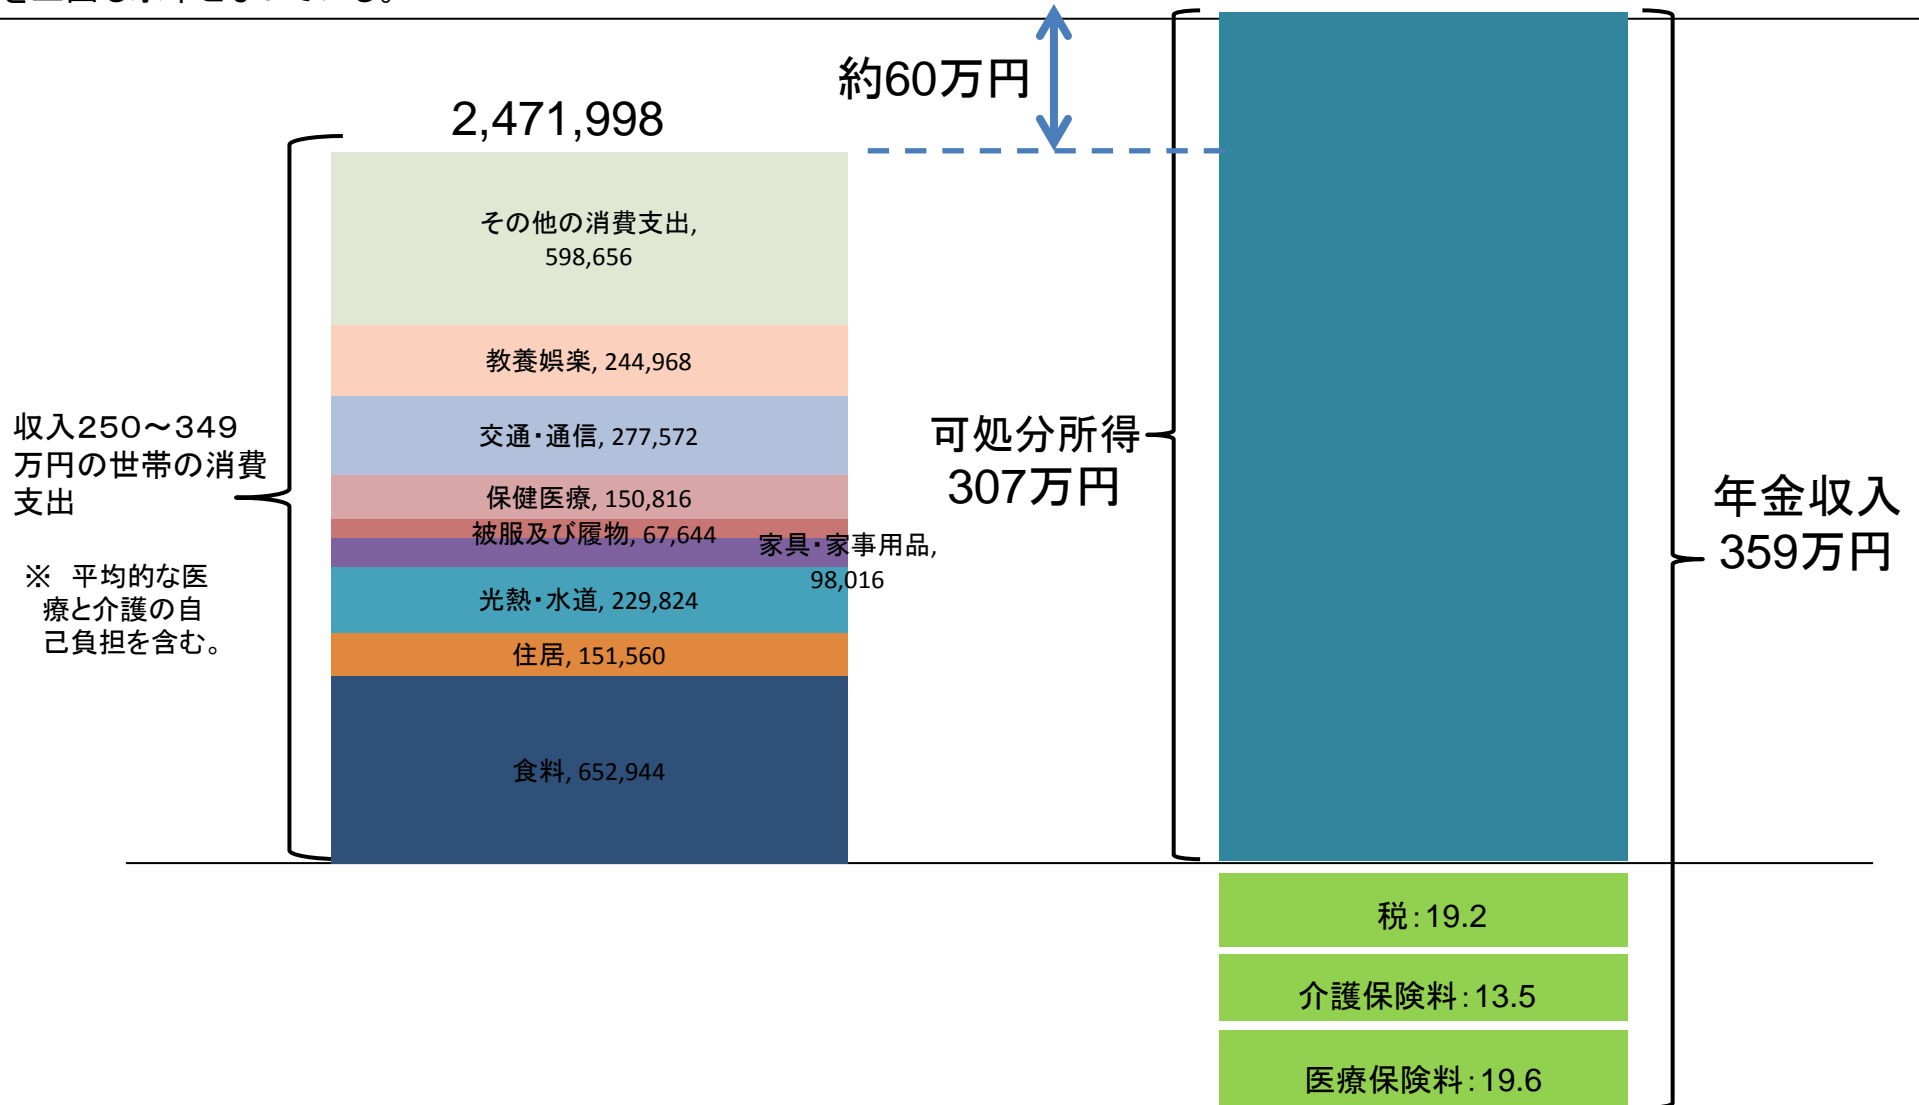 約60万円
2,471,998
その他の消費支出,
598,656
教養娯楽, 244,968
交通・通信, 277,572
保健医療, 150,816
被服及び履物, 67,644
家具・家事用品,
98,016
光熱・水道, 229,824
住居, 151,560
食料, 652,944
収入250～349
万円の世帯の消費
支出
※ 平均的な医
療と介護の自
己負担を含む。
可処分所得
307万円
年金収入
359万円
税：19.2
介護保険料：13.5
医療保険料：19.6